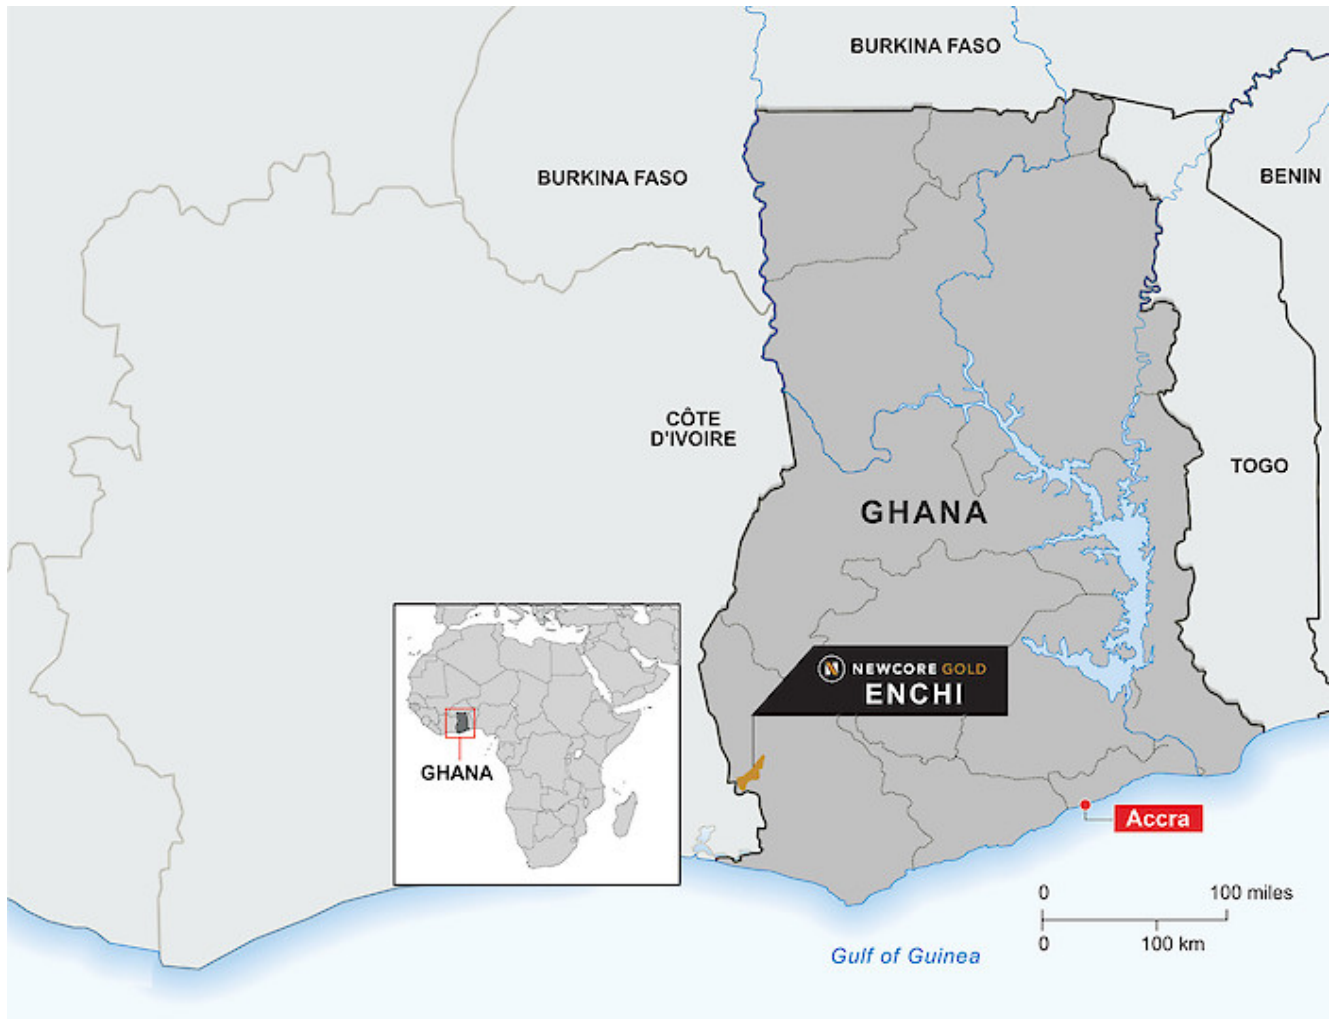 BURKINA FASO
BURKINA FASO
BENIN
CÔTE
D'IVOIRE
TOGO
GHANA
NEWCORE GOLD
ENCHI
GHANA
Accra
0 100 miles
0 100 km
Gulf of Guinea